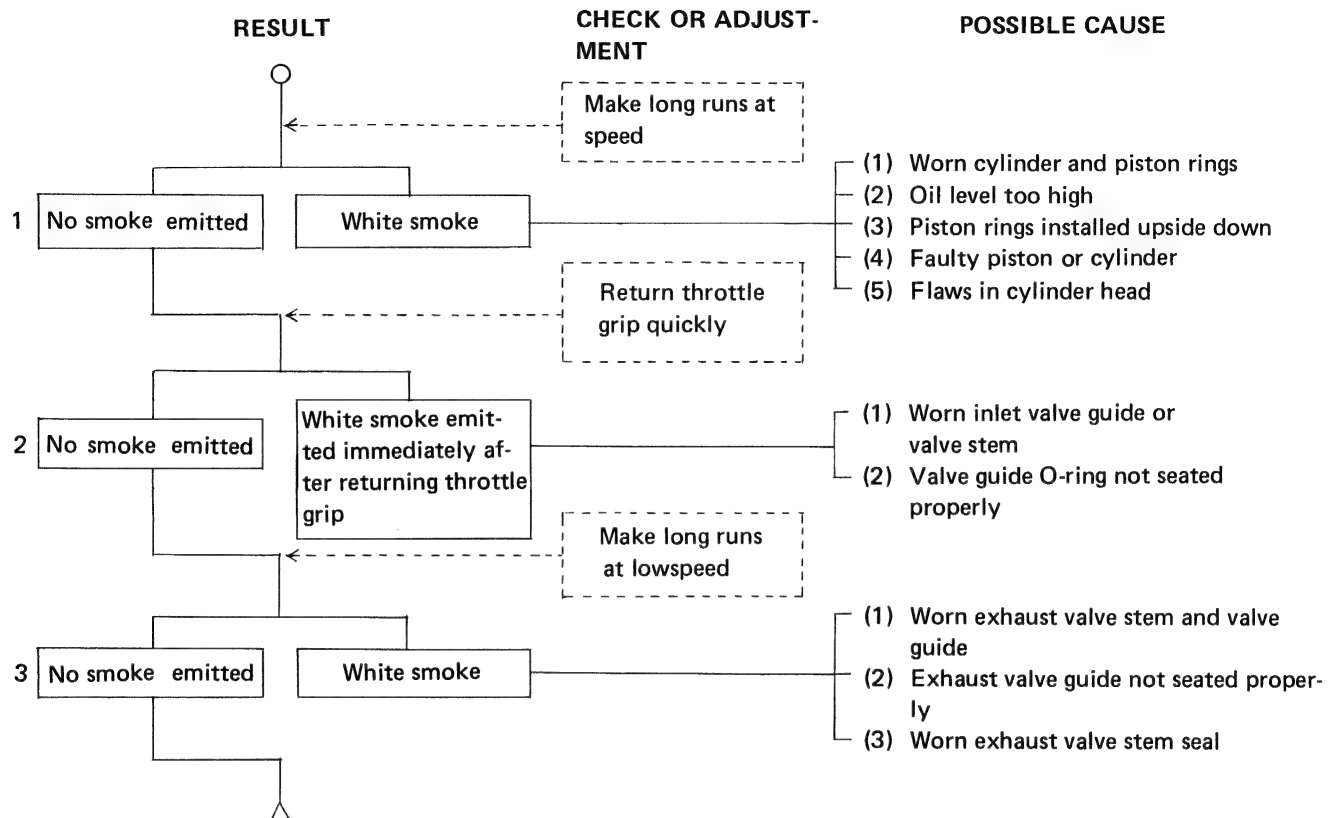 RESULT
CHECK OR ADJUST-
MENT
POSSIBLE CAUSE
Make long runs at
speed
1
No smoke emitted
White smoke
(1) Worn cylinder and piston rings
(2) Oil level too high
(3) Piston rings installed upside down
(4) Faulty piston or cylinder
(5) Flaws in cylinder head
Return throttle
grip quickly
2
No smoke emitted
White smoke emit-
ted immediately af-
ter returning throttle
grip
(1) Worn inlet valve guide or
valve stem
(2) Valve guide O-ring not seated
properly
Make long runs
at lowspeed
3
No smoke emitted
White smoke
(1) Worn exhaust valve stem and valve
guide
(2) Exhaust valve guide not seated proper-
ly
(3) Worn exhaust valve stem seal